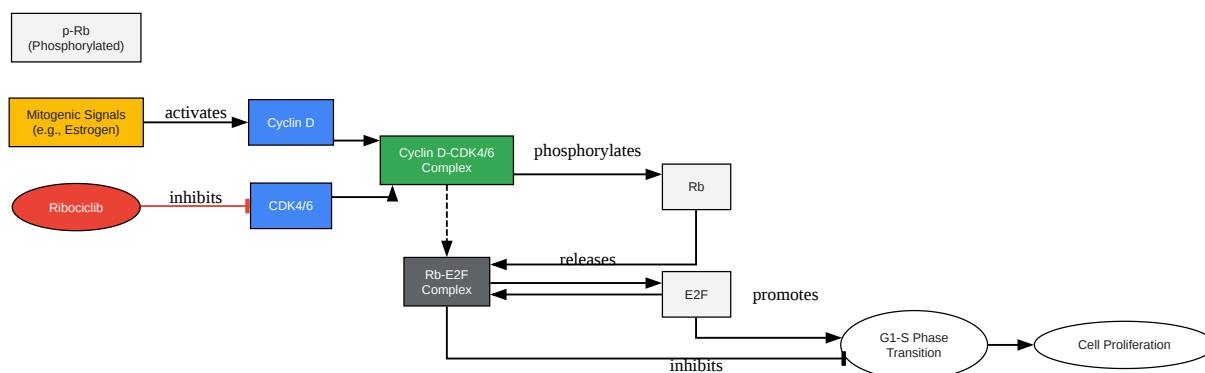 p-Rb
(Phosphorylated)
Mitogenic Signals
(e.g., Estrogen)
activates
Cyclin D
Cyclin D-CDK4/6
Complex
phosphorylates
Rb
Ribociclib
inhibits
CDK4/6
releases
Rb-E2F
Complex
E2F
promotes
G1-S Phase
Transition
Cell Proliferation
inhibits